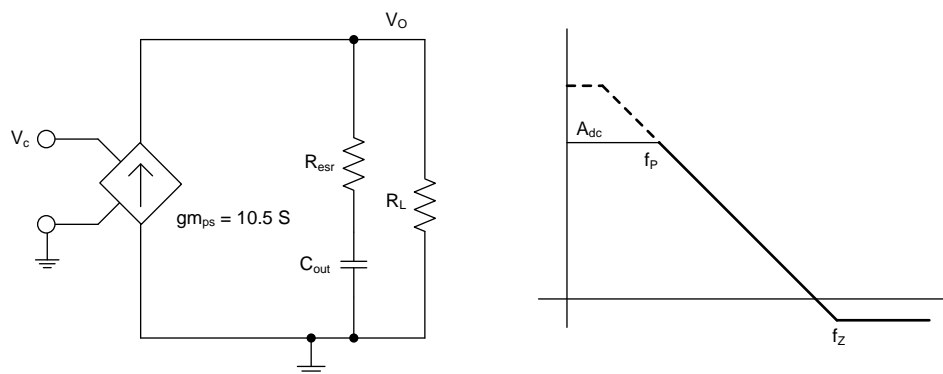 V_O
V_c
R_esr
R_L
gm_ps = 10.5 S
C_out
A_dc
f_P
f_Z